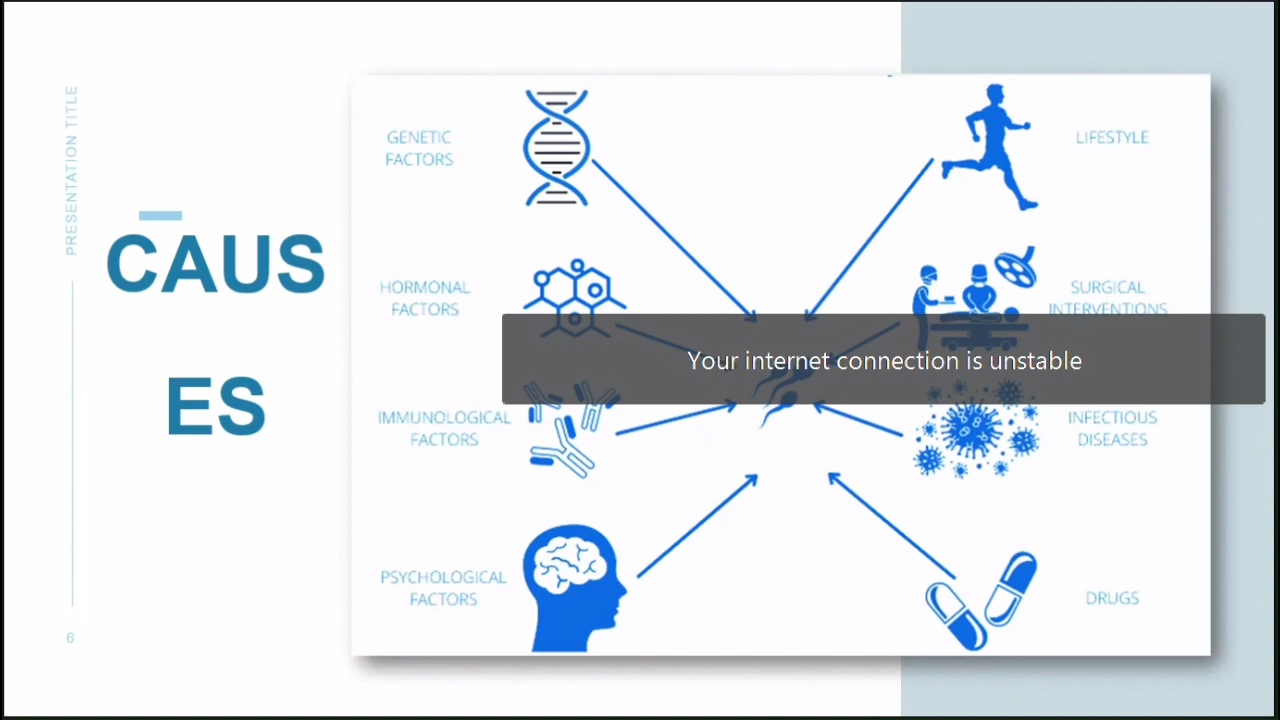 PRESENTATION TITLE
CAUS
ES
GENETIC
FACTORS
LIFESTYLE
HORMONAL
FACTORS
SURGICAL
INTERVENTIONS
Your internet connection is unstable
IMMUNOLOGICAL
FACTORS
INFECTIOUS
DISEASES
PSYCHOLOGICAL
FACTORS
DRUGS
6